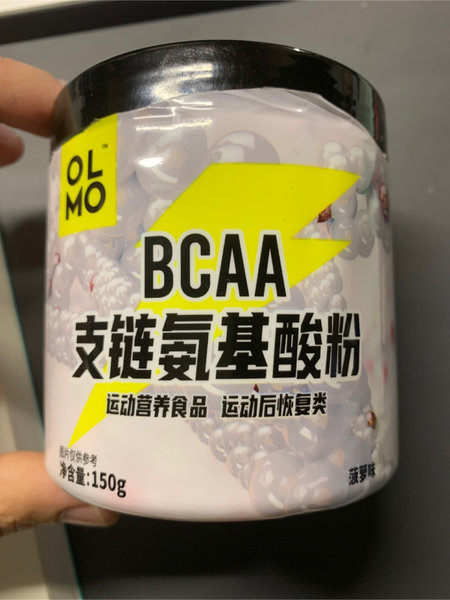 OL
MO
TM
BCAA
支链氨基酸粉
运动营养食品 运动后恢复类
图片仅供参考
净含量:150g
菠萝味